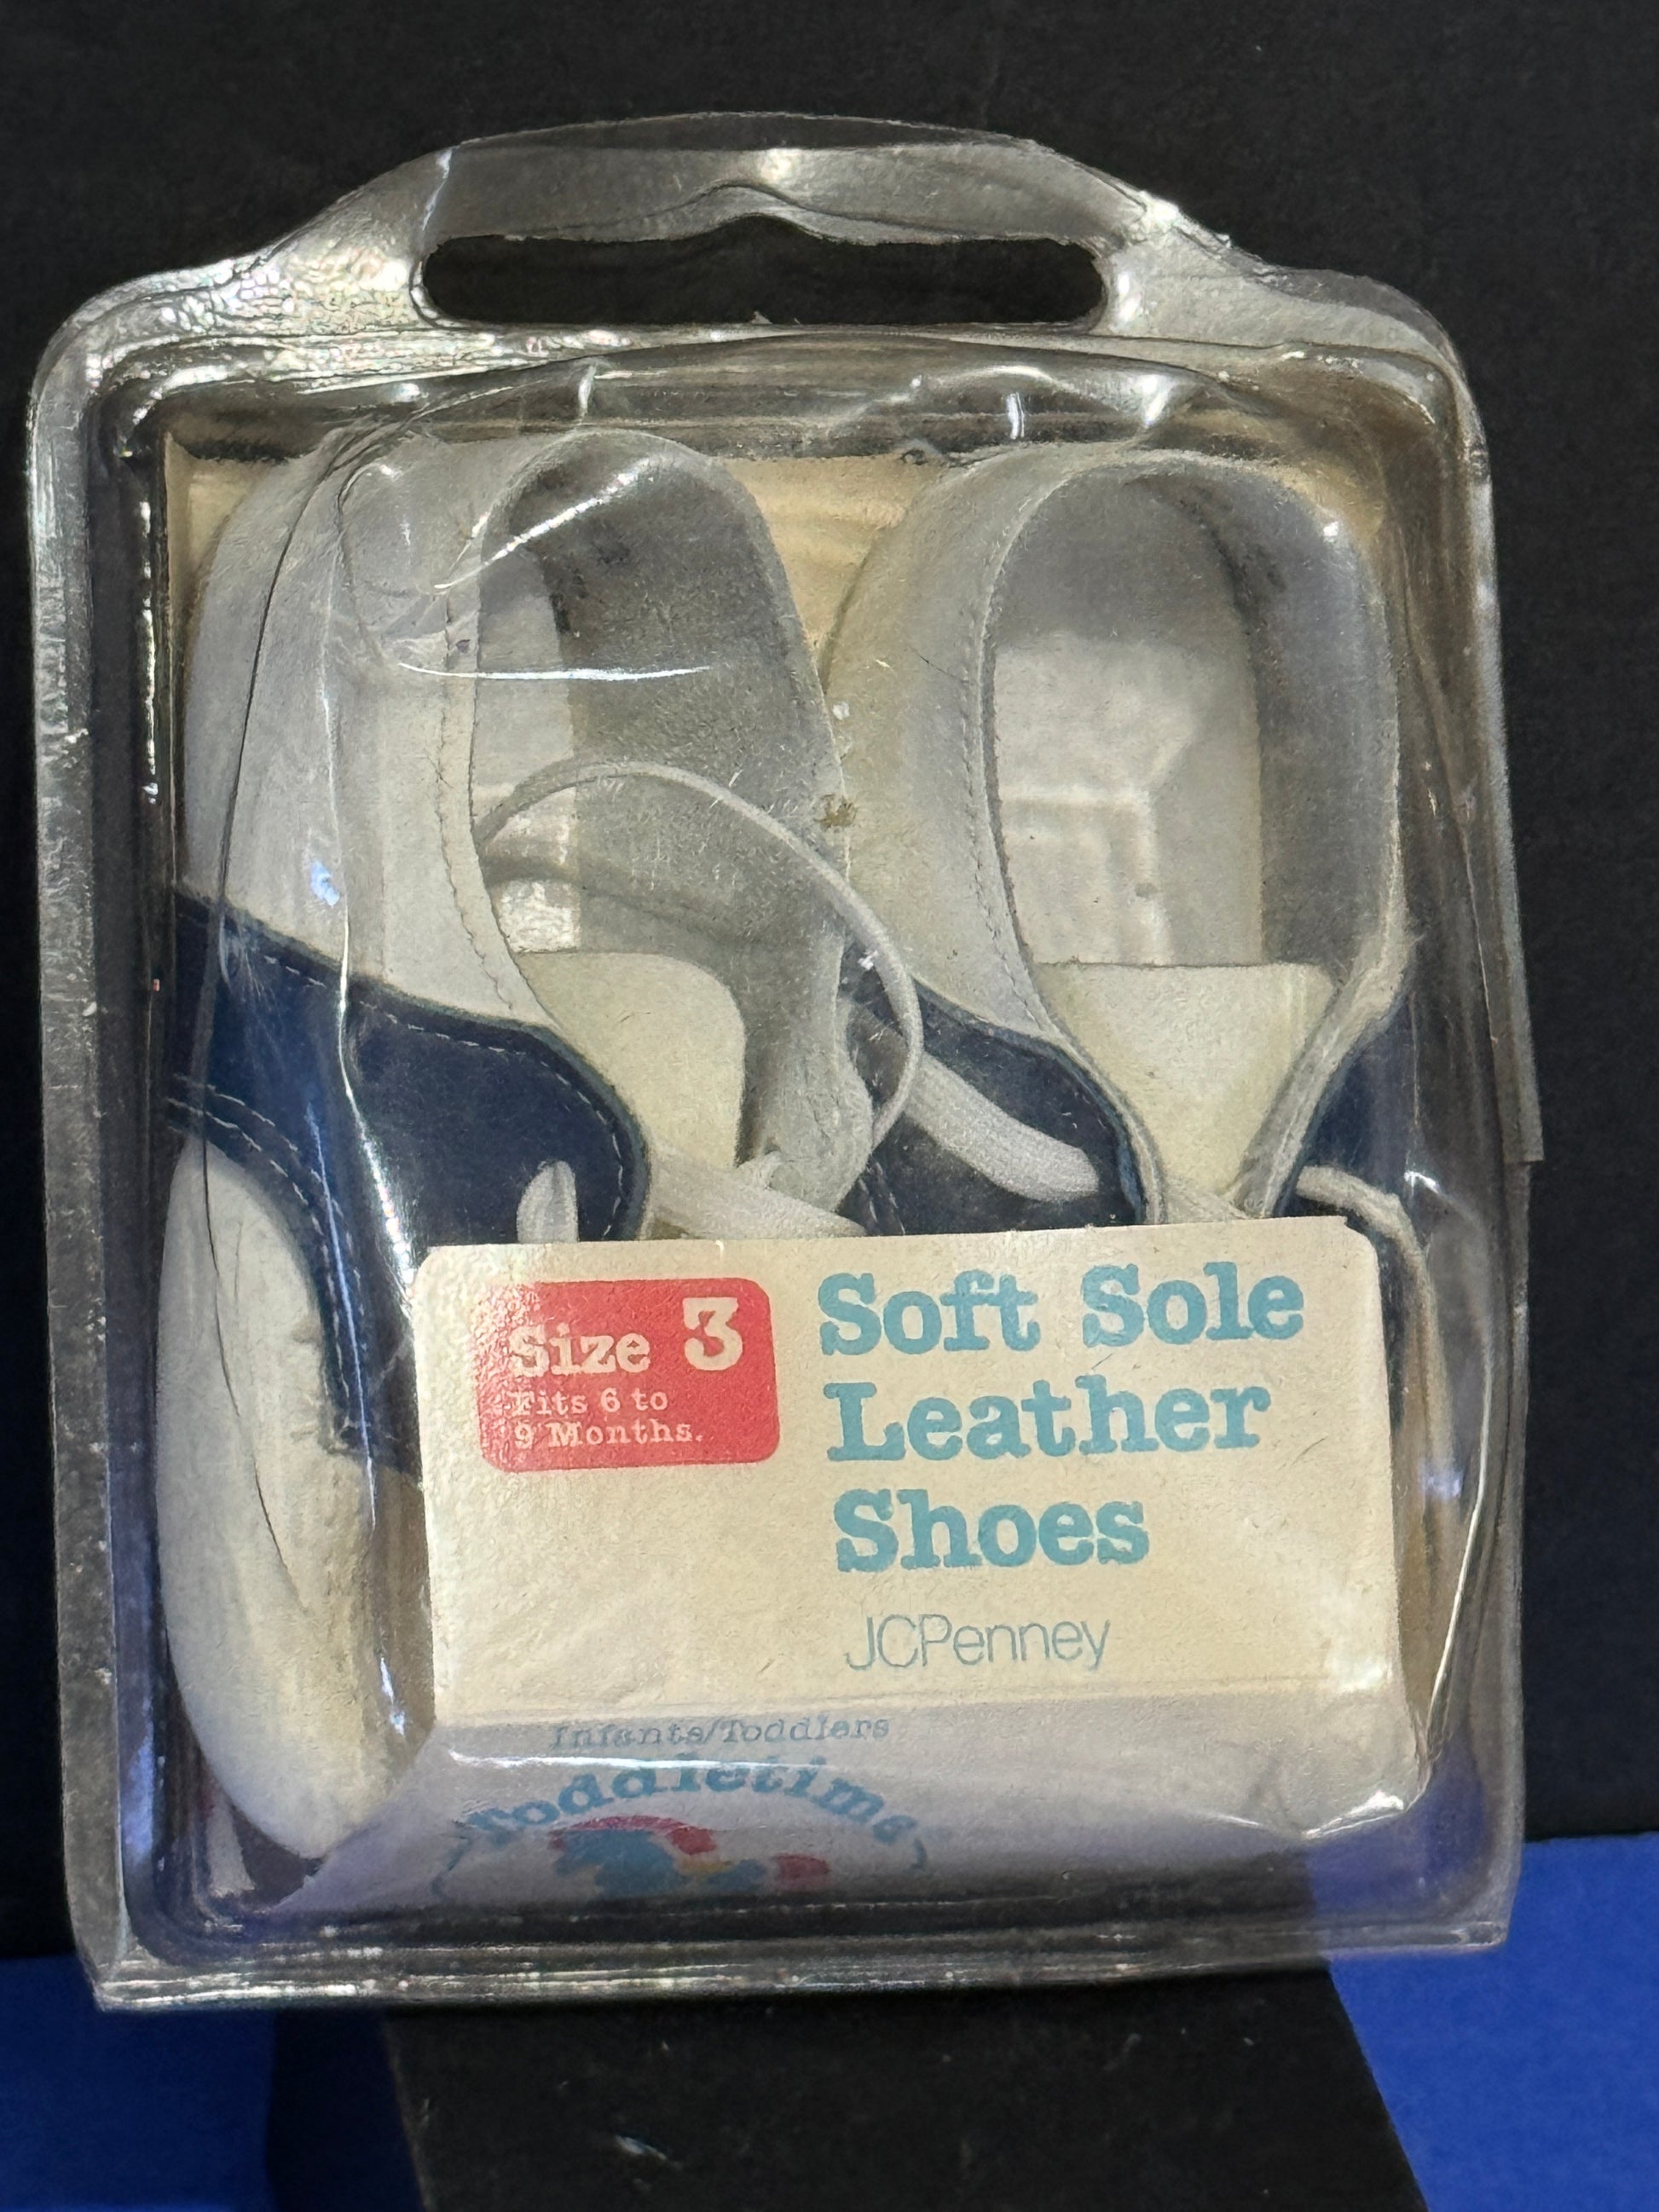 Size 3
Fits 6 to
9 Months.
Soft Sole
Leather
Shoes
JCPenney
Infants/Toddlers
Toddletime